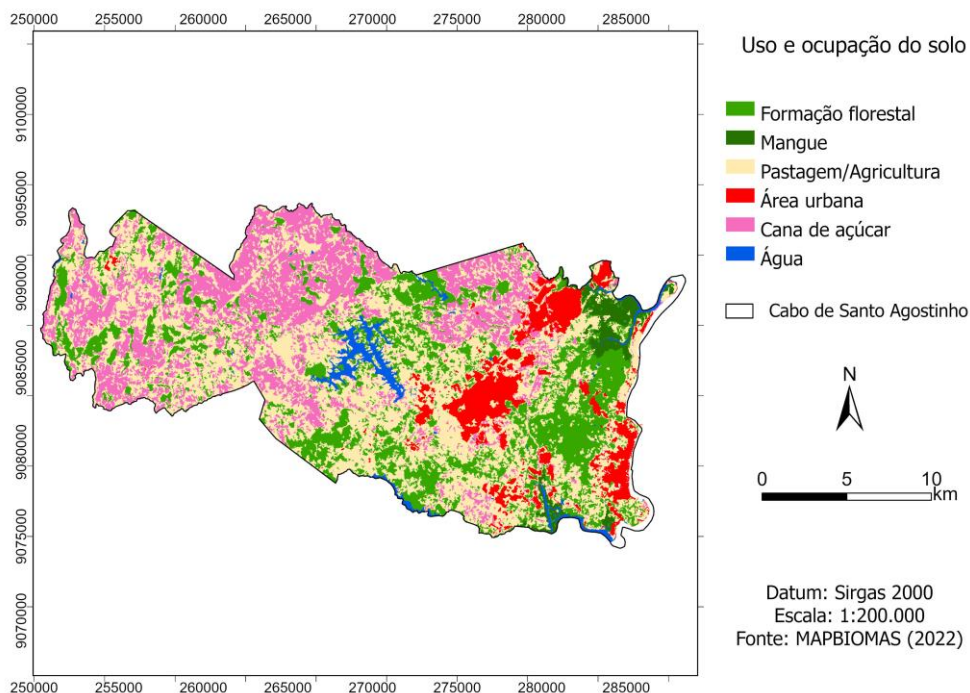 250000 255000 260000 265000 270000 275000 280000 285000
9100000
9095000
9090000
9085000
9080000
9075000
9070000
250000 255000 260000 265000 270000 275000 280000 285000
Uso e ocupação do solo
Formação florestal
Mangue
Pastagem/Agricultura
Área urbana
Cana de açúcar
Água
Cabo de Santo Agostinho
N
0 5 10
km
Datum: Sirgas 2000
Escala: 1:200.000
Fonte: MAPBIOMAS (2022)